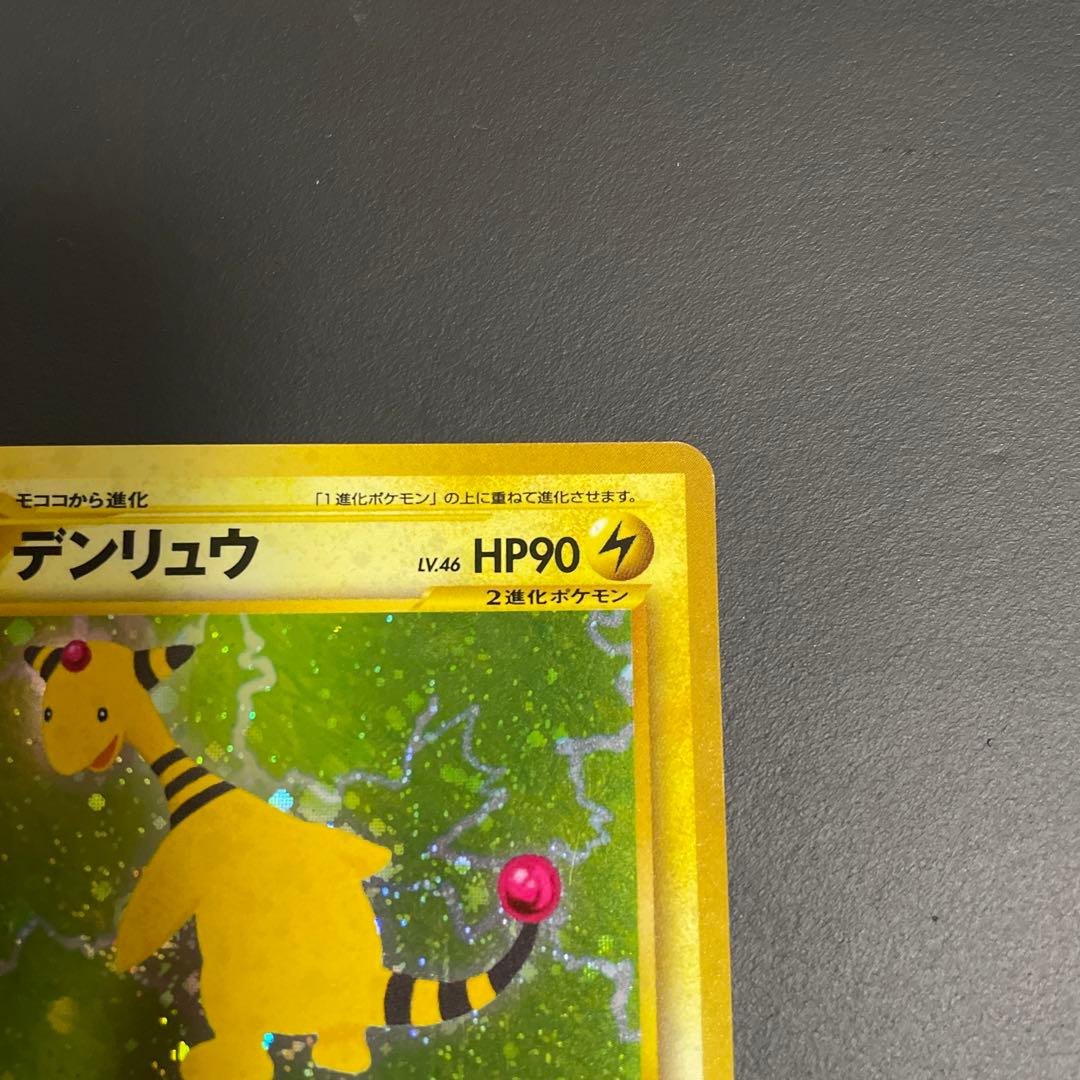 モココから進化 「1進化ポケモン」の上に重ねて進化させます。
デンリュウ LV.46 HP90
2進化ポケモン